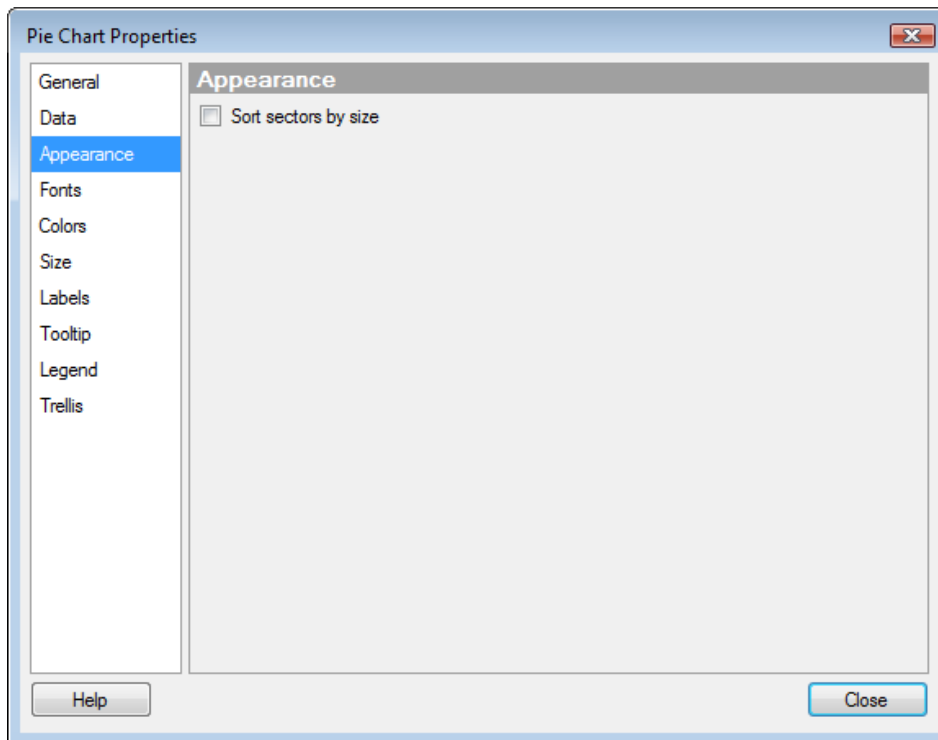 Pie Chart Properties
General
Data
Appearance
Fonts
Colors
Size
Labels
Tooltip
Legend
Trellis
Appearance
Sort sectors by size
Help
Close